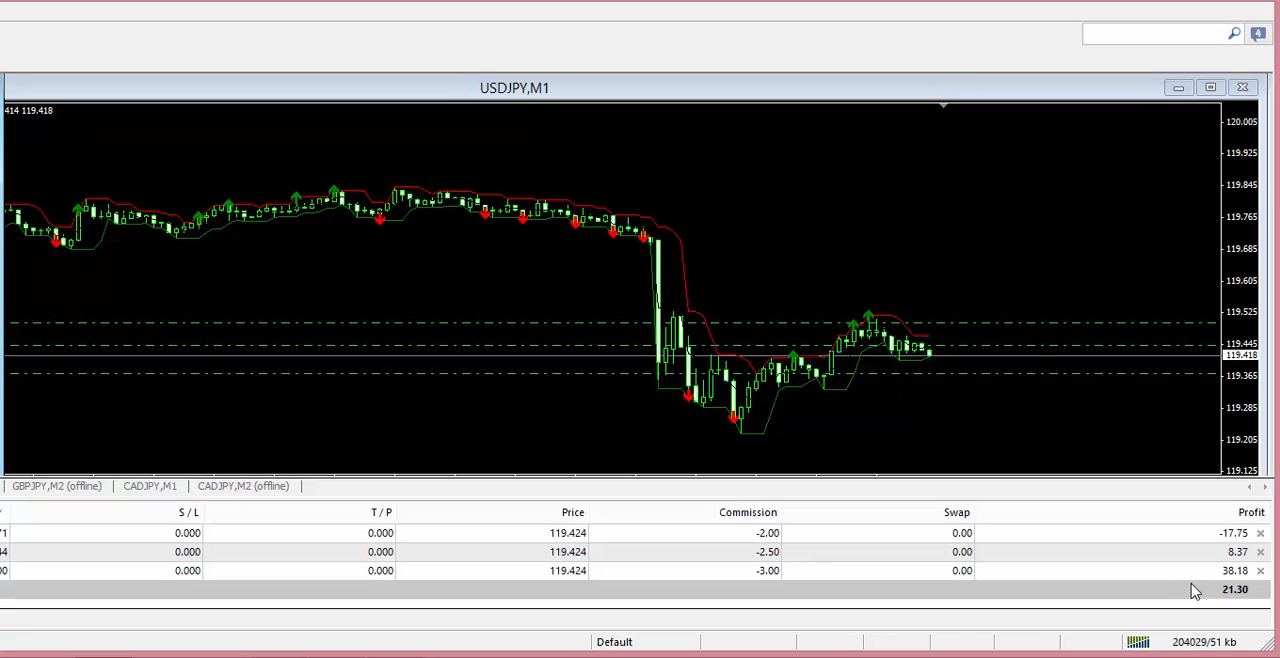 4
USDJPY,M1
414 119.418
120.005
119.925
119.845
119.765
119.685
119.605
119.525
119.445
119.418
119.365
119.285
119.205
119.125
GBPJPY,M2 (offline) | CADJPY,M1 | CADJPY,M2 (offline) |
/ S / L T / P Price Commission Swap Profit
71 0.000 0.000 119.424 -2.00 0.00 -17.75
44 0.000 0.000 119.424 -2.50 0.00 8.37
00 0.000 0.000 119.424 -3.00 0.00 38.18
21.30
Default 204029/51 kb